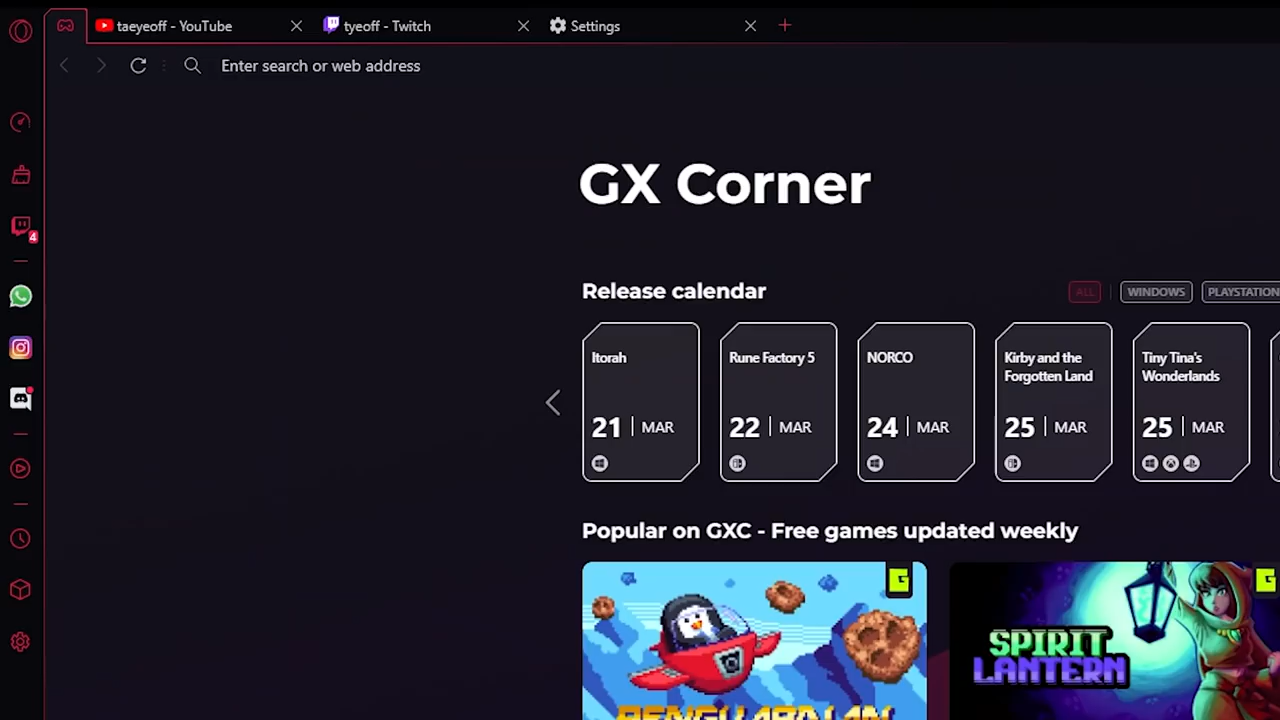 taeyeoff - YouTube
tyeoff - Twitch
Settings
Enter search or web address
4
GX Corner
Release calendar
ALL
WINDOWS
PLAYSTATION
Itorah
21 | MAR
Rune Factory 5
22 | MAR
NORCO
24 | MAR
Kirby and the
Forgotten Land
25 | MAR
Tiny Tina's
Wonderlands
25 | MAR
Popular on GXC - Free games updated weekly
SPIRIT
LANTERN